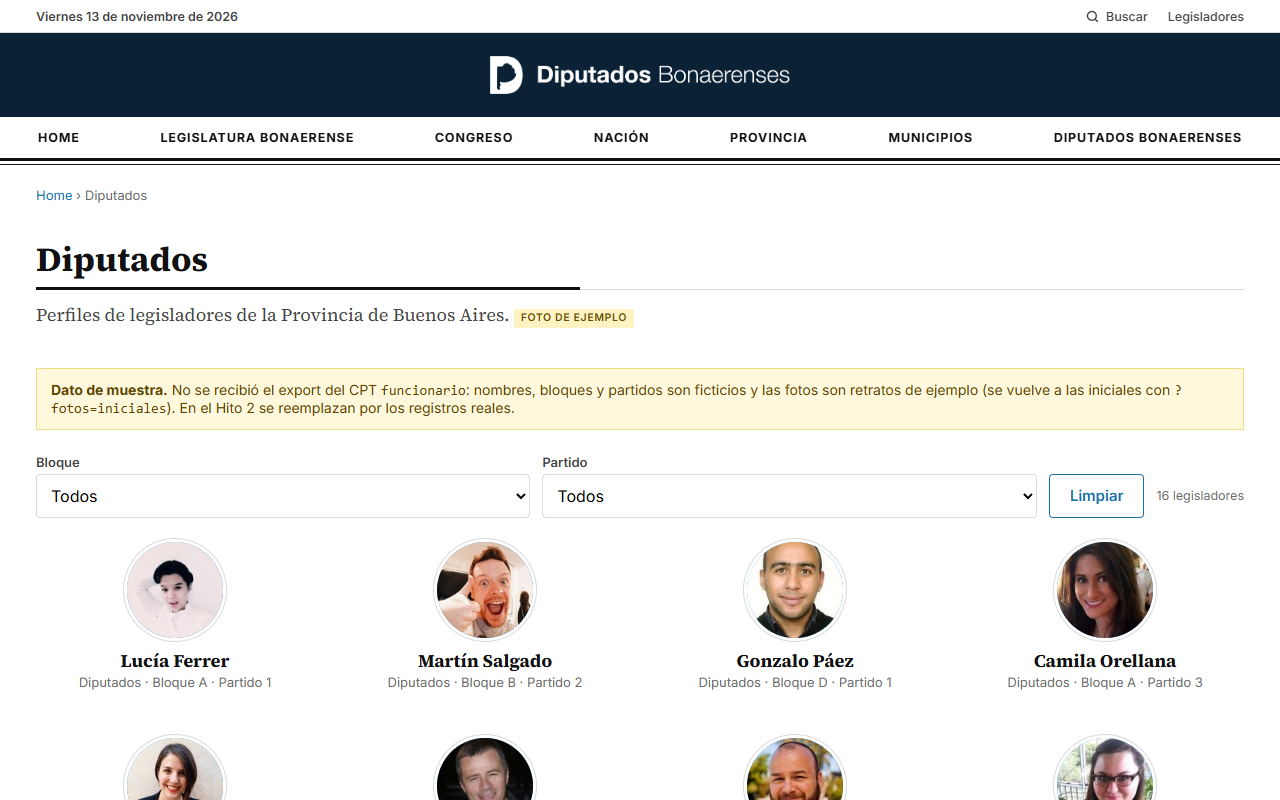 Viernes 13 de noviembre de 2026
Buscar
Legisladores
Diputados Bonaerenses
HOME
LEGISLATURA BONAERENSE
CONGRESO
NACIÓN
PROVINCIA
MUNICIPIOS
DIPUTADOS BONAERENSES
Home › Diputados
Diputados
Perfiles de legisladores de la Provincia de Buenos Aires. FOTO DE EJEMPLO
Dato de muestra. No se recibió el export del CPT funcionario: nombres, bloques y partidos son ficticios y las fotos son retratos de ejemplo (se vuelve a las iniciales con ?
fotos=iniciales). En el Hito 2 se reemplazan por los registros reales.
Bloque
Partido
Todos
Todos
Limpiar
16 legisladores
Lucía Ferrer
Diputados · Bloque A · Partido 1
Martín Salgado
Diputados · Bloque B · Partido 2
Gonzalo Páez
Diputados · Bloque D · Partido 1
Camila Orellana
Diputados · Bloque A · Partido 3